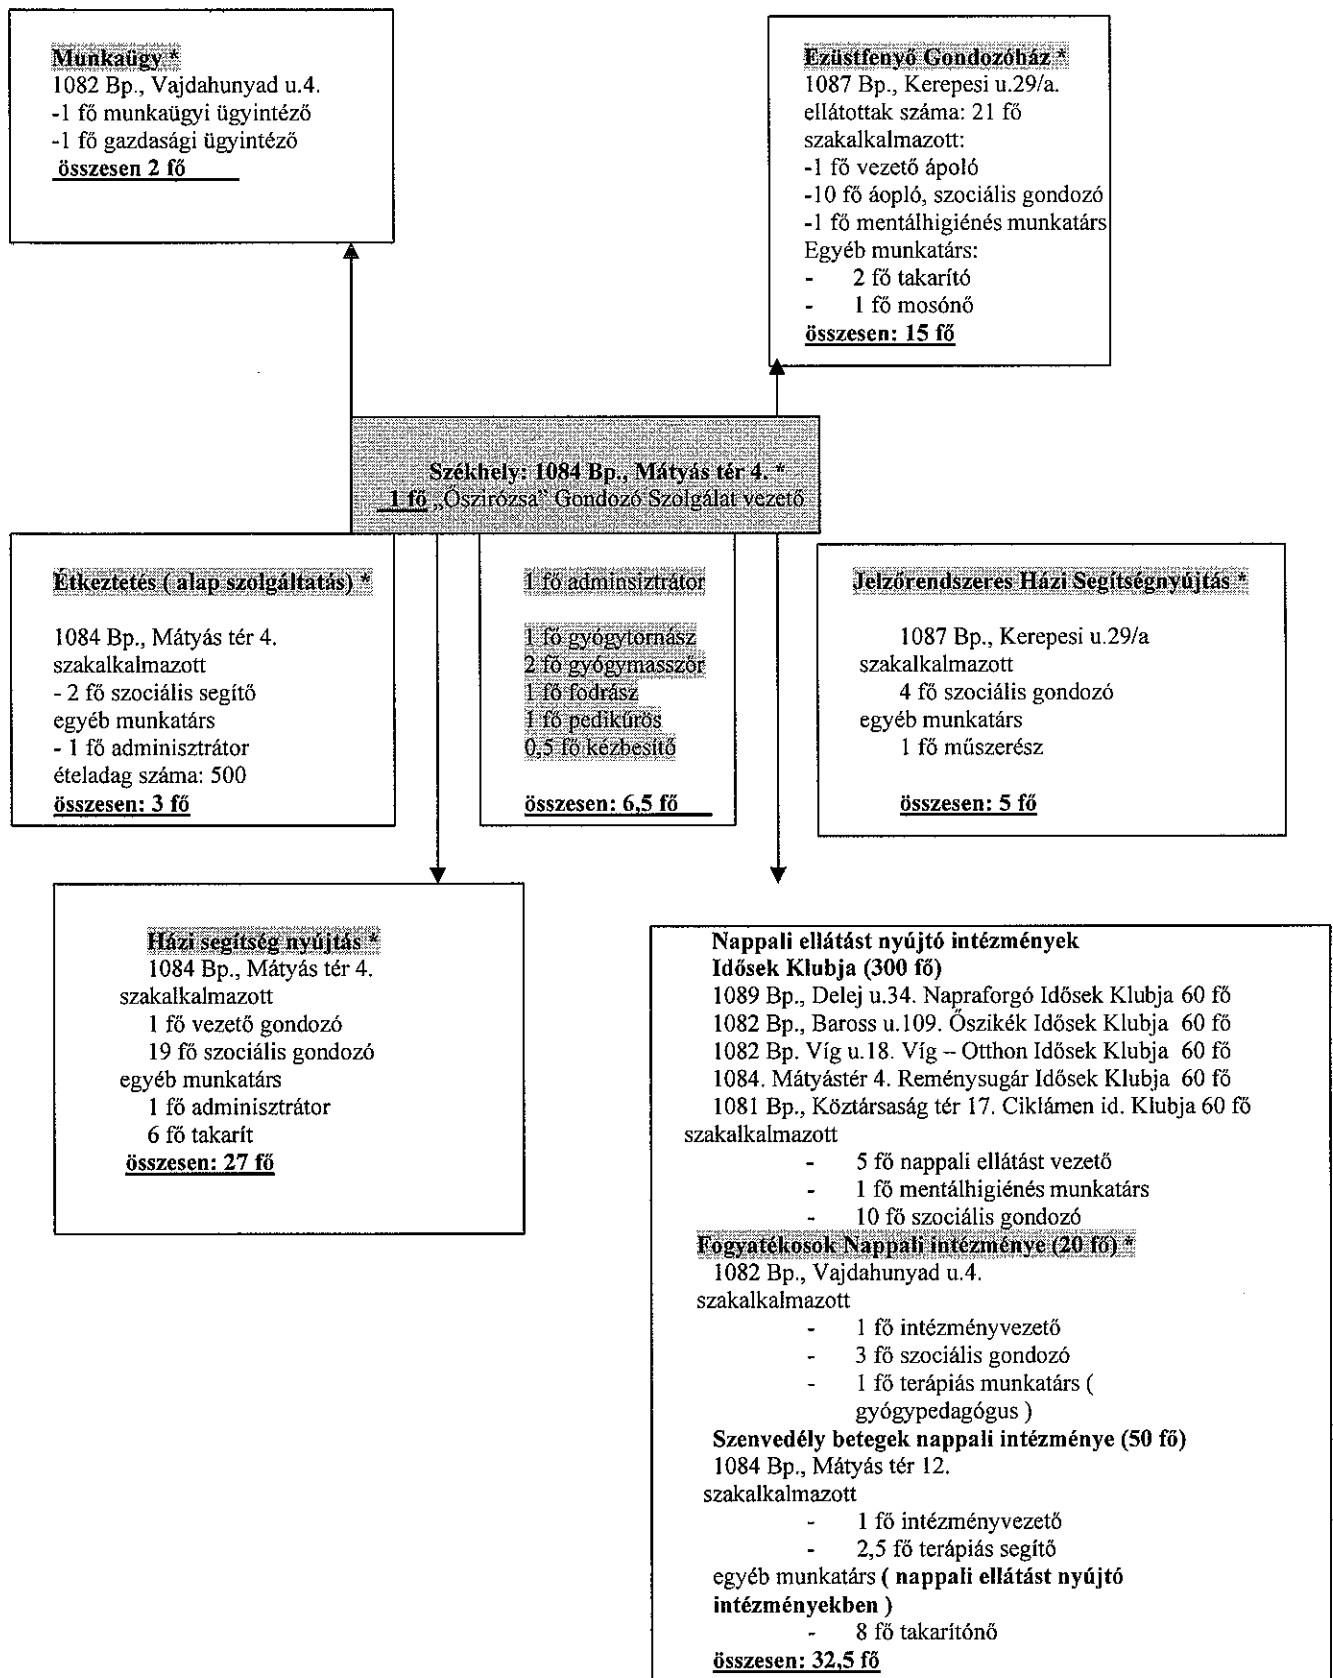 Munkaügy *
1082 Bp., Vajdahunyad u.4.
-1 fő munkaügyi ügyintéző
-1 fő gazdasági ügyintéző
összesen 2 fő
Ezüstfenyő Gondozóház *
1087 Bp., Kerepesi u.29/a.
ellátottak száma: 21 fő
szakalkalmazott:
-1 fő vezető ápoló
-10 fő áopló, szociális gondozó
-1 fő mentálhigiénés munkatárs
Egyéb munkatárs:
- 2 fő takarító
- 1 fő mosónő
összesen: 15 fő
Székhely: 1084 Bp., Mátyás tér 4. *
1 fő „Őszirózsa” Gondozó Szolgálat vezető
Étkeztetés ( alap szolgáltatás) *
1084 Bp., Mátyás tér 4.
szakalkalmazott
- 2 fő szociális segítő
egyéb munkatárs
- 1 fő adminisztrátor
ételadag száma: 500
összesen: 3 fő
1 fő adminsiztrátor
1 fő gyógytornász
2 fő gyógymasszőr
1 fő fodrász
1 fő pedikűrös
0,5 fő kézbesítő
összesen: 6,5 fő
Jelzőrendszeres Házi Segítségnyújtás *
1087 Bp., Kerepesi u.29/a
szakalkalmazott
4 fő szociális gondozó
egyéb munkatárs
1 fő műszerész
összesen: 5 fő
Házi segítség nyújtás *
1084 Bp., Mátyás tér 4.
szakalkalmazott
1 fő vezető gondozó
19 fő szociális gondozó
egyéb munkatárs
1 fő adminisztrátor
6 fő takarít
összesen: 27 fő
Nappali ellátást nyújtó intézmények
Idősek Klubja (300 fő)
1089 Bp., Delej u.34. Napraforgó Idősek Klubja 60 fő
1082 Bp., Baross u.109. Őszikék Idősek Klubja 60 fő
1082 Bp. Víg u.18. Víg – Otthon Idősek Klubja 60 fő
1084. Mátyástér 4. Reménysugár Idősek Klubja 60 fő
1081 Bp., Köztársaság tér 17. Ciklámen id. Klubja 60 fő
szakalkalmazott
- 5 fő nappali ellátást vezető
- 1 fő mentálhigiénés munkatárs
- 10 fő szociális gondozó
Fogyatékosok Nappali intézménye (20 fő) *
1082 Bp., Vajdahunyad u.4.
szakalkalmazott
- 1 fő intézményvezető
- 3 fő szociális gondozó
- 1 fő terápiás munkatárs (
gyógypedagógus )
Szenvedély betegek nappali intézménye (50 fő)
1084 Bp., Mátyás tér 12.
szakalkalmazott
- 1 fő intézményvezető
- 2,5 fő terápiás segítő
egyéb munkatárs ( nappali ellátást nyújtó
intézményekben )
- 8 fő takarítónő
összesen: 32,5 fő